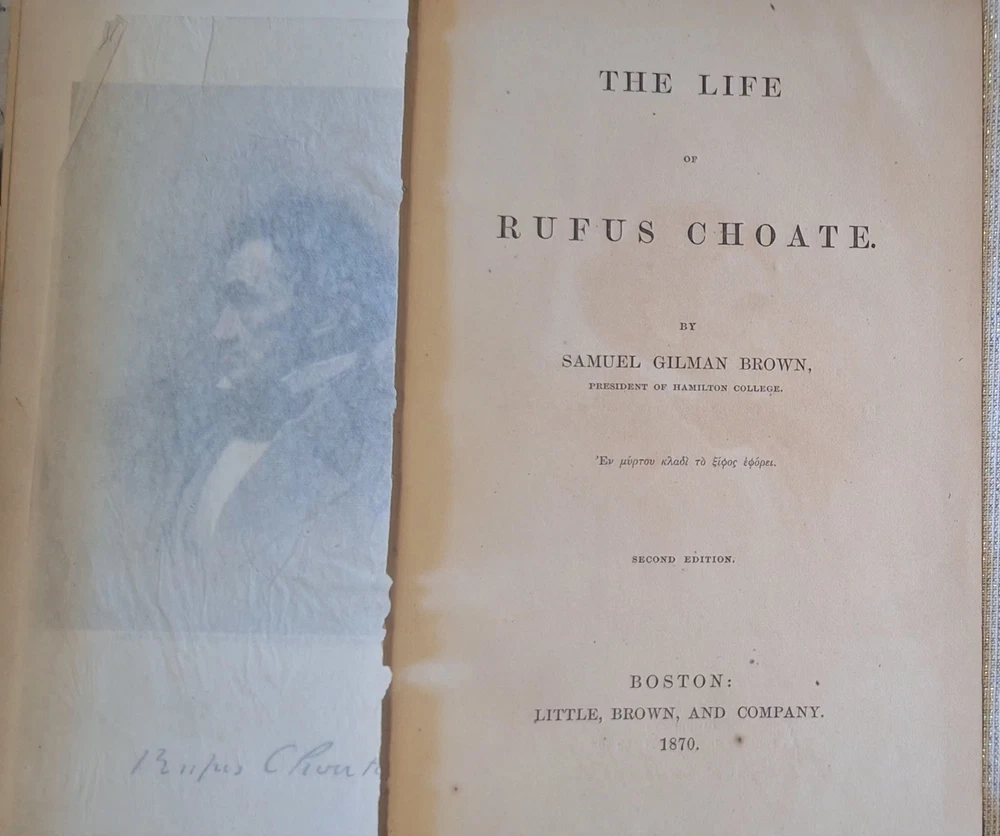 Rufus Choate
THE LIFE
OF
RUFUS CHOATE.
BY
SAMUEL GILMAN BROWN,
PRESIDENT OF HAMILTON COLLEGE.
Ἐν μύρτου κλαδὶ τὸ ξίφος ἐφόρει.
SECOND EDITION.
BOSTON:
LITTLE, BROWN, AND COMPANY.
1870.